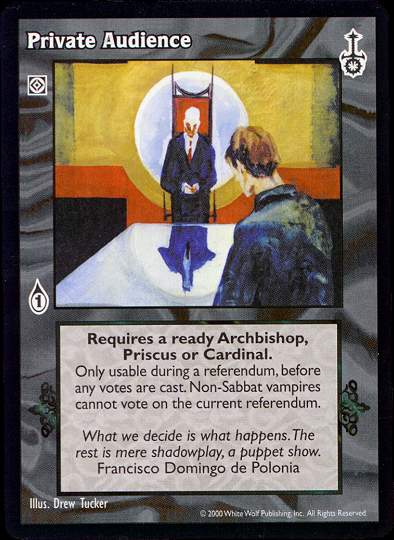 Private Audience
1
Requires a ready Archbishop,
Priscus or Cardinal.
Only usable during a referendum, before
any votes are cast. Non-Sabbat vampires
cannot vote on the current referendum.
What we decide is what happens. The
rest is mere shadowplay, a puppet show.
Francisco Domingo de Polonia
Illus. Drew Tucker
© 2000 White Wolf Publishing, Inc. All Rights Reserved.